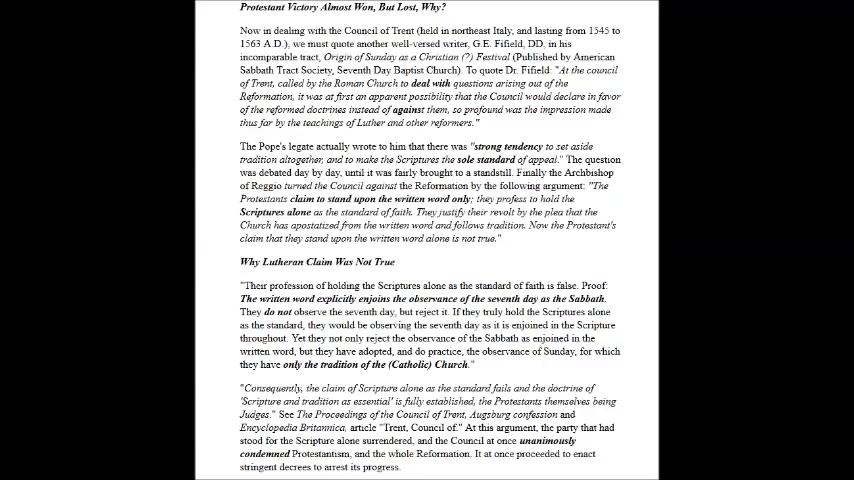 Protestant Victory Almost Won, But Lost, Why?
Now in dealing with the Council of Trent (held in northeast Italy, and lasting from 1545 to
1563 A.D.), we must quote another well-versed writer, G.E. Fifield, DD, in his
incomparable tract, Origin of Sunday as a Christian (?) Festival (Published by American
Sabbath Tract Society, Seventh Day Baptist Church). To quote Dr. Fifield: "At the council
of Trent, called by the Roman Church to deal with questions arising out of the
Reformation, it was at first an apparent possibility that the Council would declare in favor
of the reformed doctrines instead of against them, so profound was the impression made
thus far by the teachings of Luther and other reformers."
The Pope's legate actually wrote to him that there was "strong tendency to set aside
tradition altogether, and to make the Scriptures the sole standard of appeal." The question
was debated day by day, until it was fairly brought to a standstill. Finally the Archbishop
of Reggio turned the Council against the Reformation by the following argument: "The
Protestants claim to stand upon the written word only; they profess to hold the
Scriptures alone as the standard of faith. They justify their revolt by the plea that the
Church has apostatized from the written word and follows tradition. Now the Protestant's
claim that they stand upon the written word alone is not true."
Why Lutheran Claim Was Not True
"Their profession of holding the Scriptures alone as the standard of faith is false. Proof:
The written word explicitly enjoins the observance of the seventh day as the Sabbath.
They do not observe the seventh day, but reject it. If they truly hold the Scriptures alone
as the standard, they would be observing the seventh day as it is enjoined in the Scripture
throughout. Yet they not only reject the observance of the Sabbath as enjoined in the
written word, but they have adopted, and do practice, the observance of Sunday, for which
they have only the tradition of the (Catholic) Church."
"Consequently, the claim of Scripture alone as the standard fails and the doctrine of
'Scripture and tradition as essential' is fully established, the Protestants themselves being
Judges." See The Proceedings of the Council of Trent, Augsburg confession and
Encyclopedia Britannica, article "Trent, Council of." At this argument, the party that had
stood for the Scripture alone surrendered, and the Council at once unanimously
condemned Protestantism, and the whole Reformation. It at once proceeded to enact
stringent decrees to arrest its progress.